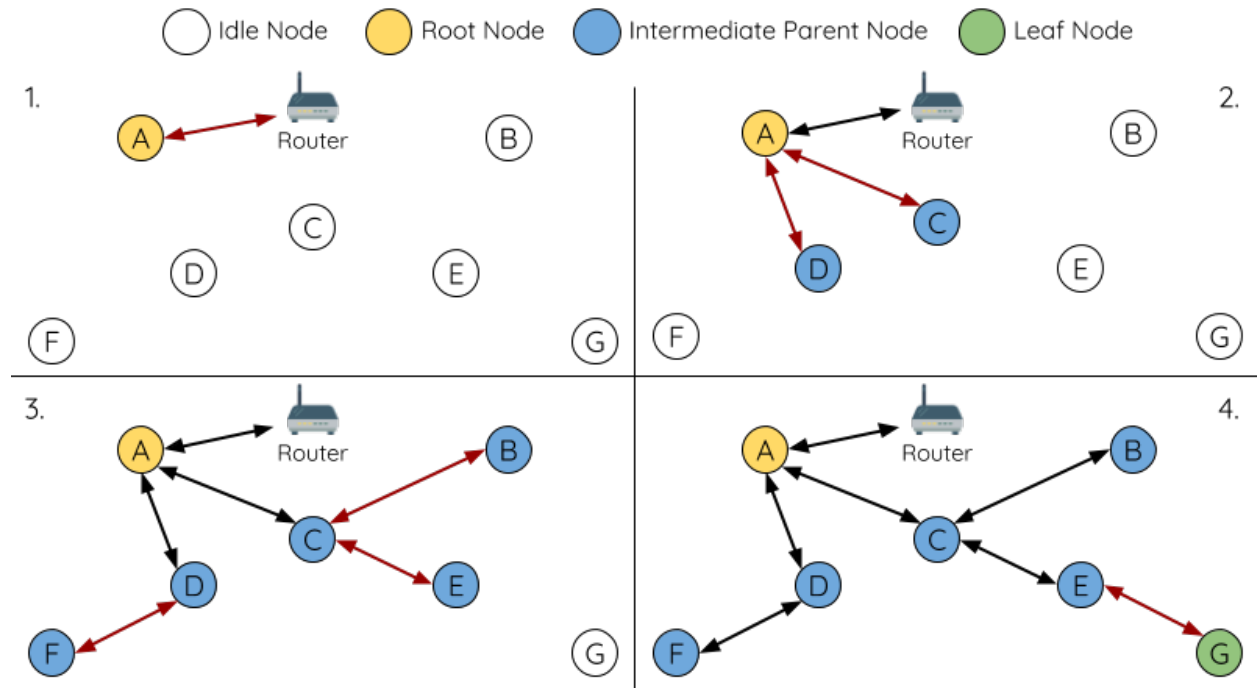 Idle Node
Root Node
Intermediate Parent Node
Leaf Node
1.
A
Router
B
C
D
E
F
G
2.
A
Router
B
C
D
E
F
G
3.
A
Router
B
C
D
E
F
G
4.
A
Router
B
C
D
E
F
G